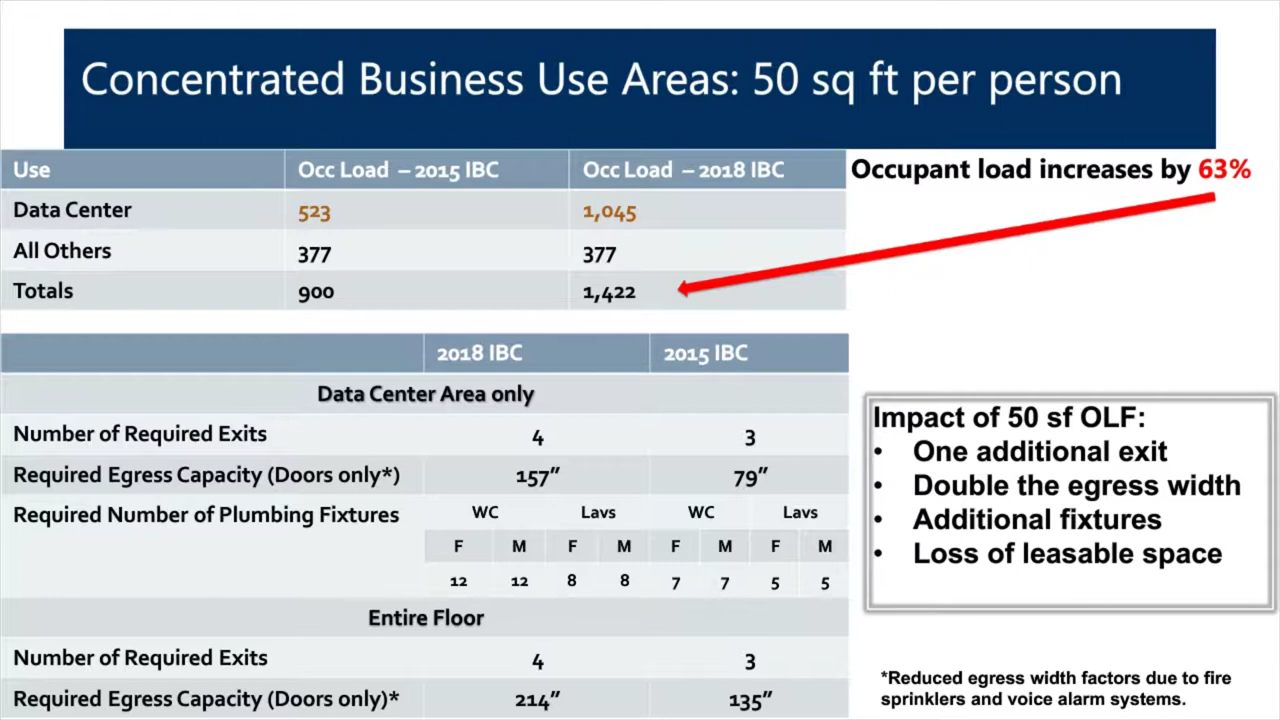 Concentrated Business Use Areas: 50 sq ft per person
Use Occ Load – 2015 IBC Occ Load – 2018 IBC
Data Center 523 1,045
All Others 377 377
Totals 900 1,422
Occupant load increases by 63%
2018 IBC 2015 IBC
Data Center Area only
Number of Required Exits 4 3
Required Egress Capacity (Doors only*) 157” 79”
Required Number of Plumbing Fixtures WC Lavs WC Lavs
F M F M F M F M
12 12 8 8 7 7 5 5
Entire Floor
Number of Required Exits 4 3
Required Egress Capacity (Doors only)* 214” 135”
Impact of 50 sf OLF:
• One additional exit
• Double the egress width
• Additional fixtures
• Loss of leasable space
*Reduced egress width factors due to fire
sprinklers and voice alarm systems.